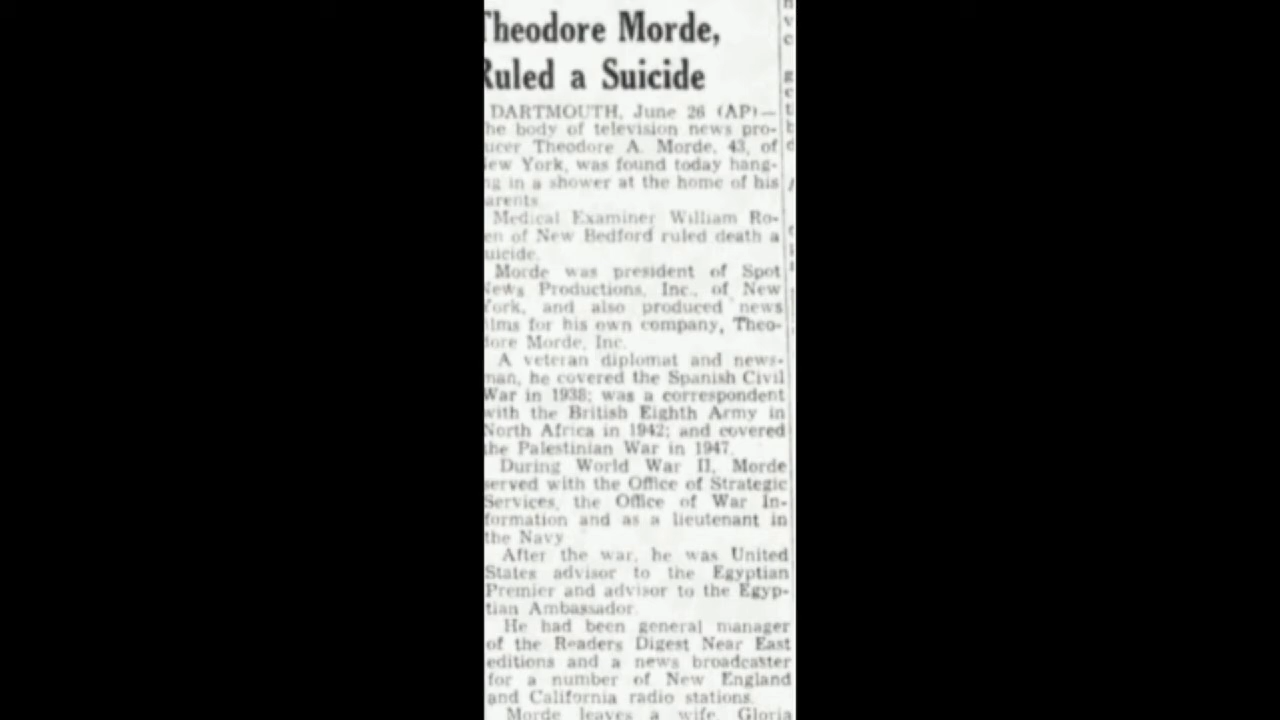 Theodore Morde,
Ruled a Suicide
DARTMOUTH, June 26 (AP)—
he body of television news pro-
ucer Theodore A. Morde, 43, of
ew York, was found today hang-
ng in a shower at the home of his
arents.
Medical Examiner William Ro-
en of New Bedford ruled death a
uicide.
Morde was president of Spot
News Productions, Inc., of New
York, and also produced news
ilms for his own company, Theo-
dore Morde, Inc.
A veteran diplomat and news-
man, he covered the Spanish Civil
War in 1938; was a correspondent
with the British Eighth Army in
North Africa in 1942; and covered
the Palestinian War in 1947.
During World War II, Morde
served with the Office of Strategic
Services, the Office of War In-
formation and as a lieutenant in
the Navy
After the war, he was United
States advisor to the Egyptian
Premier and advisor to the Egyp-
tian Ambassador.
He had been general manager
of the Readers Digest Near East
editions and a news broadcaster
for a number of New England
and California radio stations.
Morde leaves a wife, Gloria